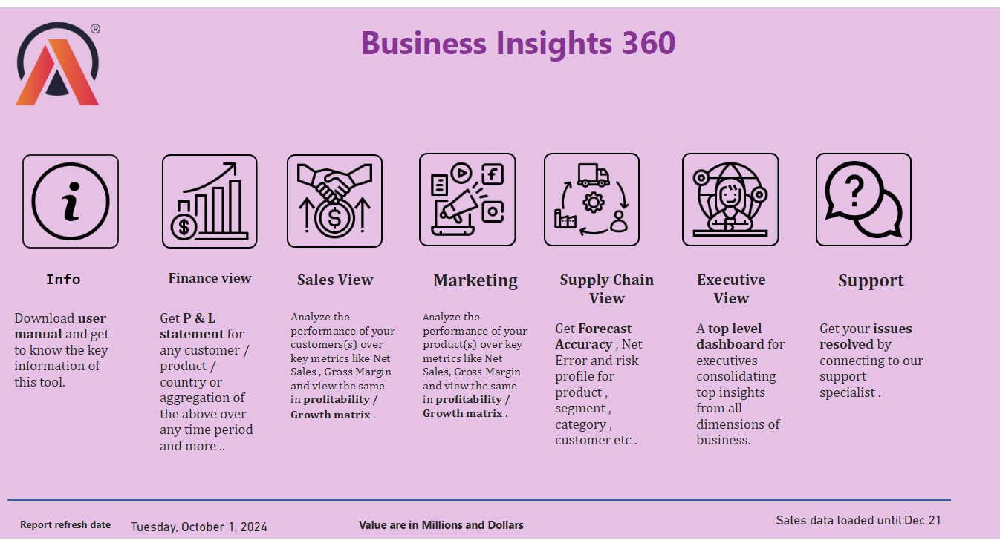 ®
Business Insights 360
Info
Download user
manual and get
to know the key
information of
this tool.
Finance view
Get P & L
statement for
any customer /
product /
country or
aggregation of
the above over
any time period
and more ..
Sales View
Analyze the
performance of your
customers(s) over
key metrics like Net
Sales , Gross Margin
and view the same
in profitability /
Growth matrix .
Marketing
Analyze the
performance of your
product(s) over key
metrics like Net
Sales, Gross Margin
and view the same
in profitability /
Growth matrix .
Supply Chain
View
Get Forecast
Accuracy , Net
Error and risk
profile for
product ,
segment ,
category ,
customer etc .
Executive
View
A top level
dashboard for
executives
consolidating
top insights
from all
dimensions of
business.
Support
Get your issues
resolved by
connecting to our
support
specialist .
Report refresh date
Tuesday, October 1, 2024
Value are in Millions and Dollars
Sales data loaded until:Dec 21